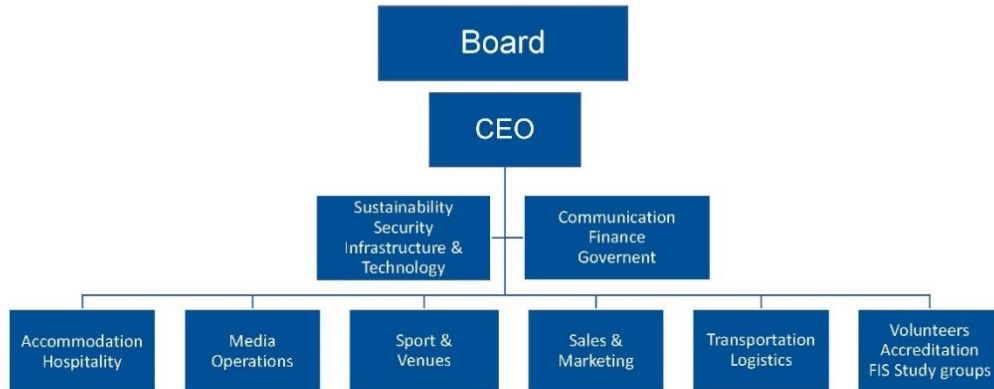 Board
CEO
Sustainability
Security
Infrastructure &
Technology
Communication
Finance
Governent
Accommodation
Hospitality
Media
Operations
Sport &
Venues
Sales &
Marketing
Transportation
Logistics
Volunteers
Accreditation
FIS Study groups